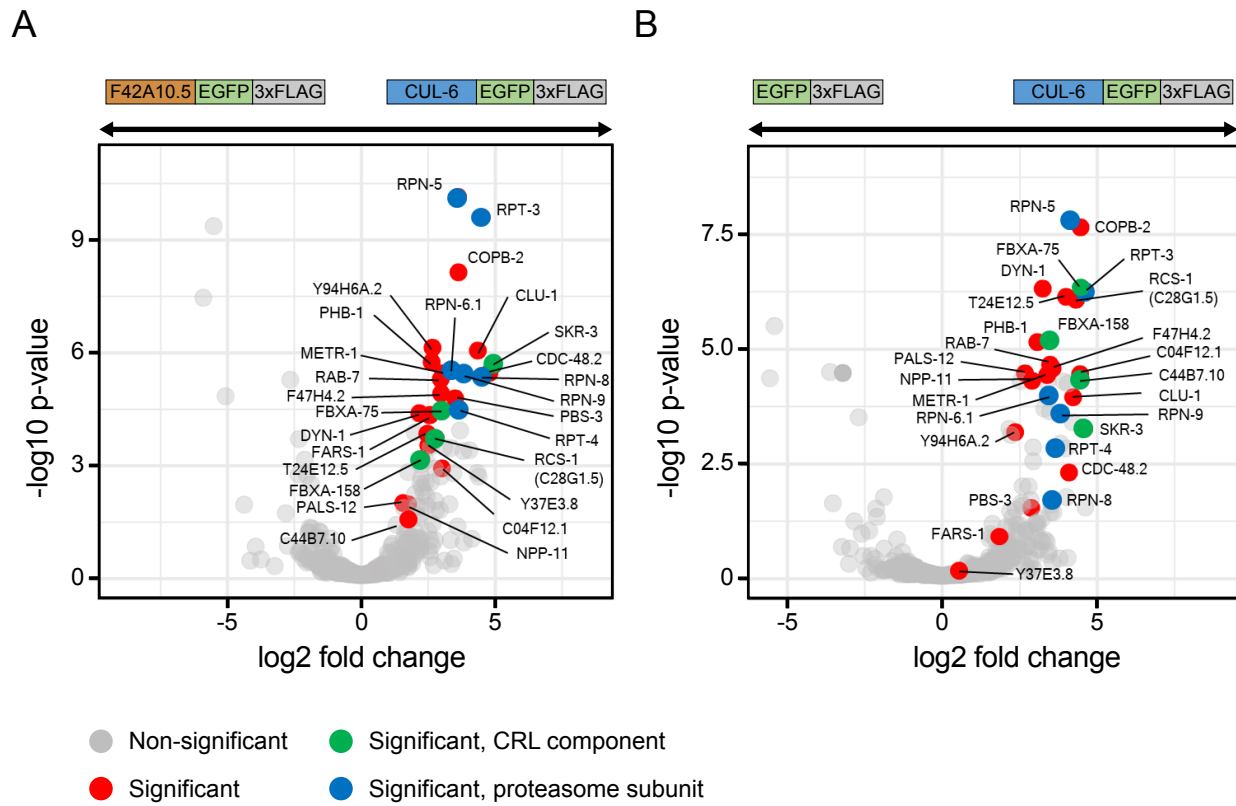 A
B
F42A10.5 EGFP 3xFLAG
CUL-6 EGFP 3xFLAG
EGFP 3xFLAG
CUL-6 EGFP 3xFLAG
RPN-5
RPT-3
COPB-2
Y94H6A.2
RPN-6.1
CLU-1
PHB-1
SKR-3
METR-1
CDC-48.2
RAB-7
RPN-8
F47H4.2
RPN-9
FBXA-75
PBS-3
DYN-1
RPT-4
FARS-1
RCS-1
(C28G1.5)
T24E12.5
FBXA-158
Y37E3.8
PALS-12
C04F12.1
C44B7.10
NPP-11
9
6
3
0
-5
0
5
-log10 p-value
log2 fold change
RPN-5
COPB-2
FBXA-75
RPT-3
DYN-1
RCS-1
(C28G1.5)
T24E12.5
PHB-1
FBXA-158
RAB-7
F47H4.2
PALS-12
C04F12.1
NPP-11
C44B7.10
METR-1
CLU-1
RPN-6.1
RPN-9
Y94H6A.2
SKR-3
RPT-4
CDC-48.2
PBS-3
RPN-8
FARS-1
Y37E3.8
7.5
5.0
2.5
0
-5
0
5
-log10 p-value
log2 fold change
Non-significant
Significant, CRL component
Significant
Significant, proteasome subunit